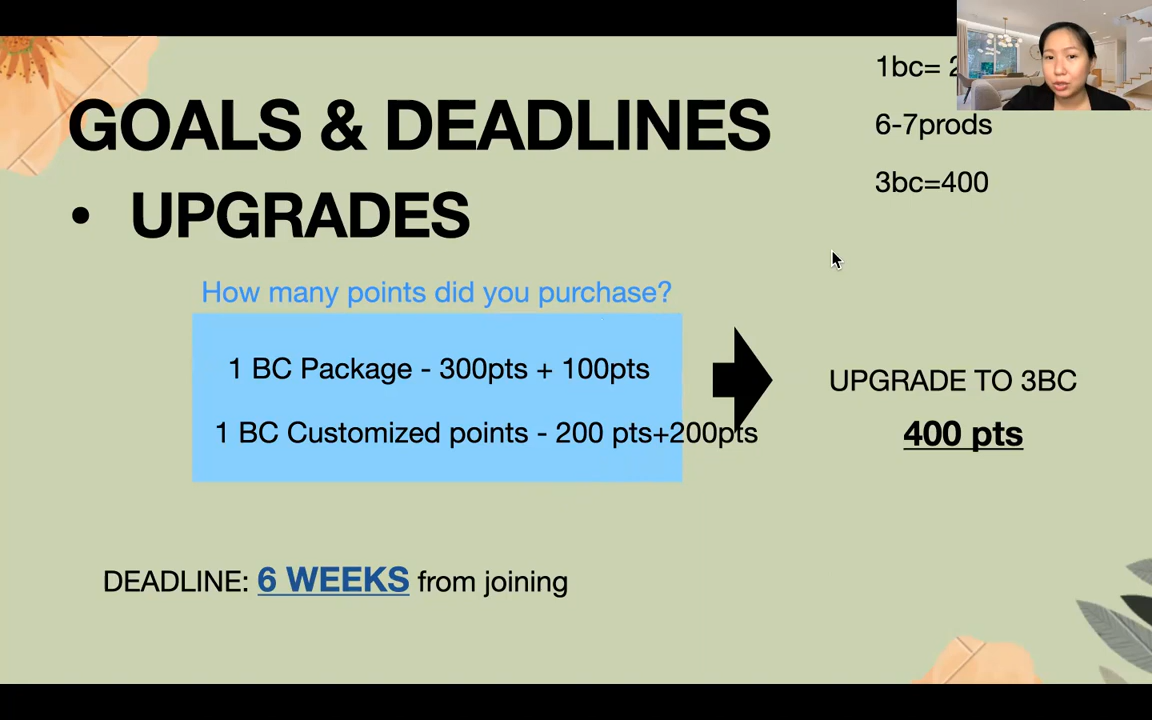 1bc=
GOALS & DEADLINES
6-7prods
3bc=400
• UPGRADES
How many points did you purchase?
1 BC Package - 300pts + 100pts
1 BC Customized points - 200 pts+200pts
UPGRADE TO 3BC
400 pts
DEADLINE: 6 WEEKS from joining